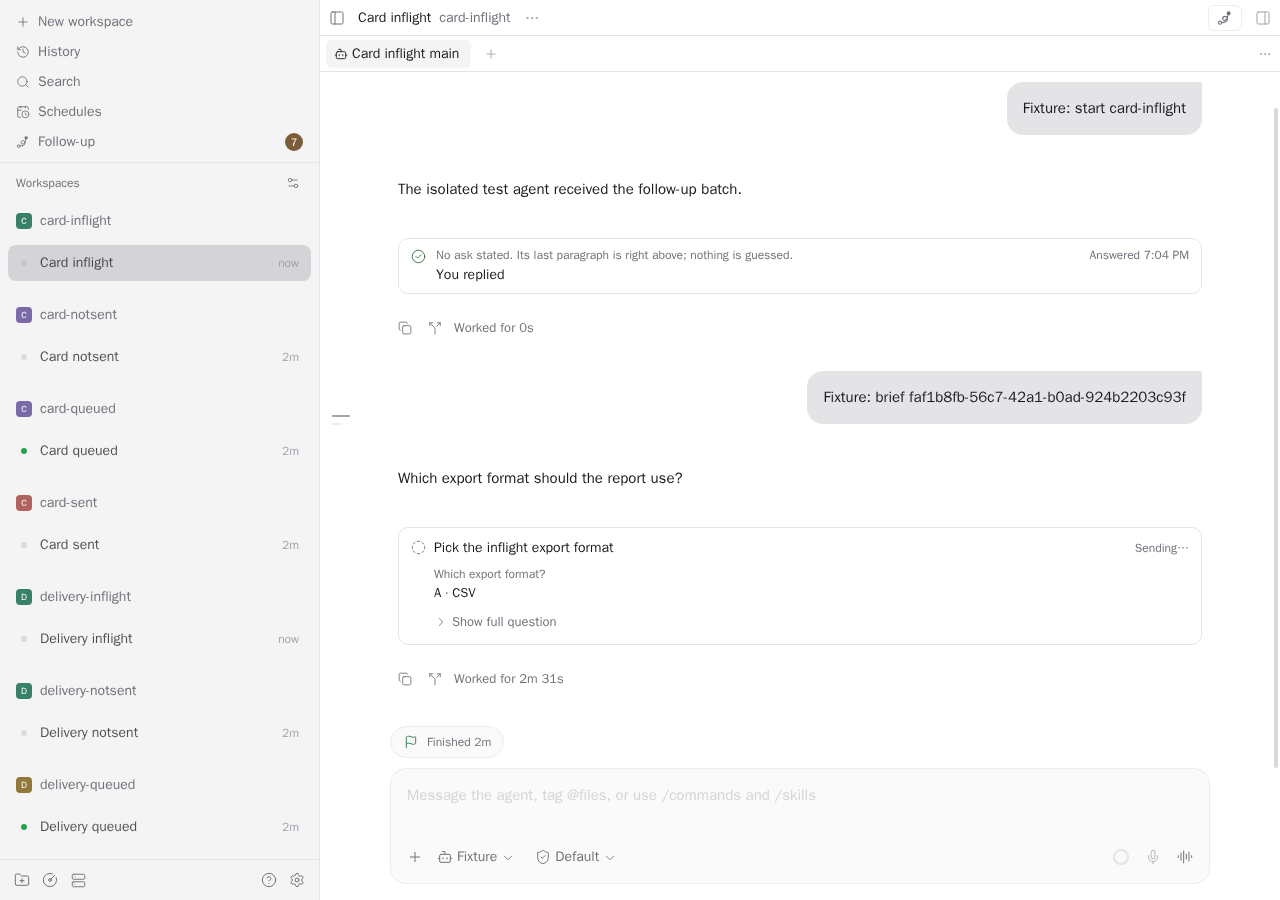 New workspace
History
Search
Schedules
Follow-up
7
Workspaces
C card-inflight
Card inflight now
C card-notsent
Card notsent 2m
C card-queued
Card queued 2m
C card-sent
Card sent 2m
D delivery-inflight
Delivery inflight now
D delivery-notsent
Delivery notsent 2m
D delivery-queued
Delivery queued 2m
Card inflight card-inflight
Card inflight main
Fixture: start card-inflight
The isolated test agent received the follow-up batch.
No ask stated. Its last paragraph is right above; nothing is guessed. Answered 7:04 PM
You replied
Worked for 0s
Fixture: brief faf1b8fb-56c7-42a1-b0ad-924b2203c93f
Which export format should the report use?
Pick the inflight export format Sending···
Which export format?
A · CSV
Show full question
Worked for 2m 31s
Finished 2m
Message the agent, tag @files, or use /commands and /skills
Fixture Default